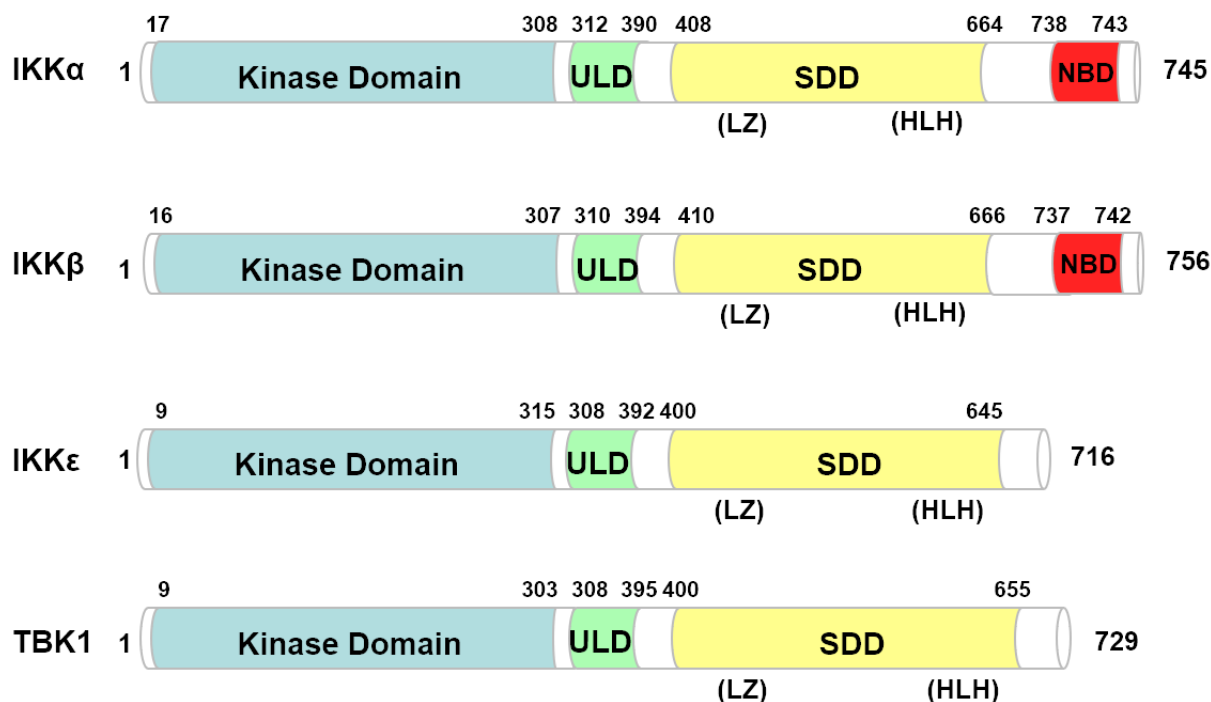 17 308 312 390 408 664 738 743
IKKα 1 Kinase Domain ULD SDD NBD 745
(LZ) (HLH)
16 307 310 394 410 666 737 742
IKKβ 1 Kinase Domain ULD SDD NBD 756
(LZ) (HLH)
9 315 308 392 400 645
IKKε 1 Kinase Domain ULD SDD 716
(LZ) (HLH)
9 303 308 395 400 655
TBK1 1 Kinase Domain ULD SDD 729
(LZ) (HLH)